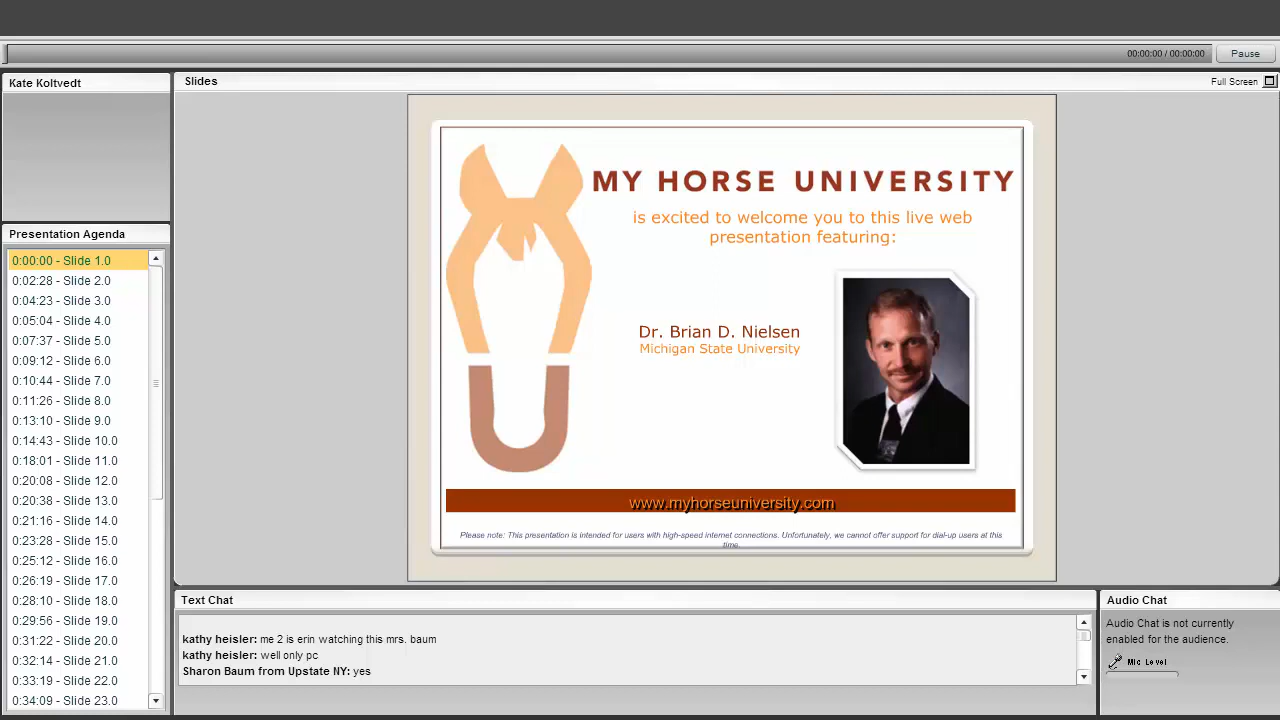 00:00:00 / 00:00:00
Pause
Kate Koltvedt
Slides
Full Screen
MY HORSE UNIVERSITY
is excited to welcome you to this live web
presentation featuring:
Dr. Brian D. Nielsen
Michigan State University
www.myhorseuniversity.com
Please note: This presentation is intended for users with high-speed internet connections. Unfortunately, we cannot offer support for dial-up users at this
time.
Presentation Agenda
0:00:00 - Slide 1.0
0:02:28 - Slide 2.0
0:04:23 - Slide 3.0
0:05:04 - Slide 4.0
0:07:37 - Slide 5.0
0:09:12 - Slide 6.0
0:10:44 - Slide 7.0
0:11:26 - Slide 8.0
0:13:10 - Slide 9.0
0:14:43 - Slide 10.0
0:18:01 - Slide 11.0
0:20:08 - Slide 12.0
0:20:38 - Slide 13.0
0:21:16 - Slide 14.0
0:23:28 - Slide 15.0
0:25:12 - Slide 16.0
0:26:19 - Slide 17.0
0:28:10 - Slide 18.0
0:29:56 - Slide 19.0
0:31:22 - Slide 20.0
0:32:14 - Slide 21.0
0:33:19 - Slide 22.0
0:34:09 - Slide 23.0
Text Chat
kathy heisler: me 2 is erin watching this mrs. baum
kathy heisler: well only pc
Sharon Baum from Upstate NY: yes
Audio Chat
Audio Chat is not currently
enabled for the audience.
Mic Level